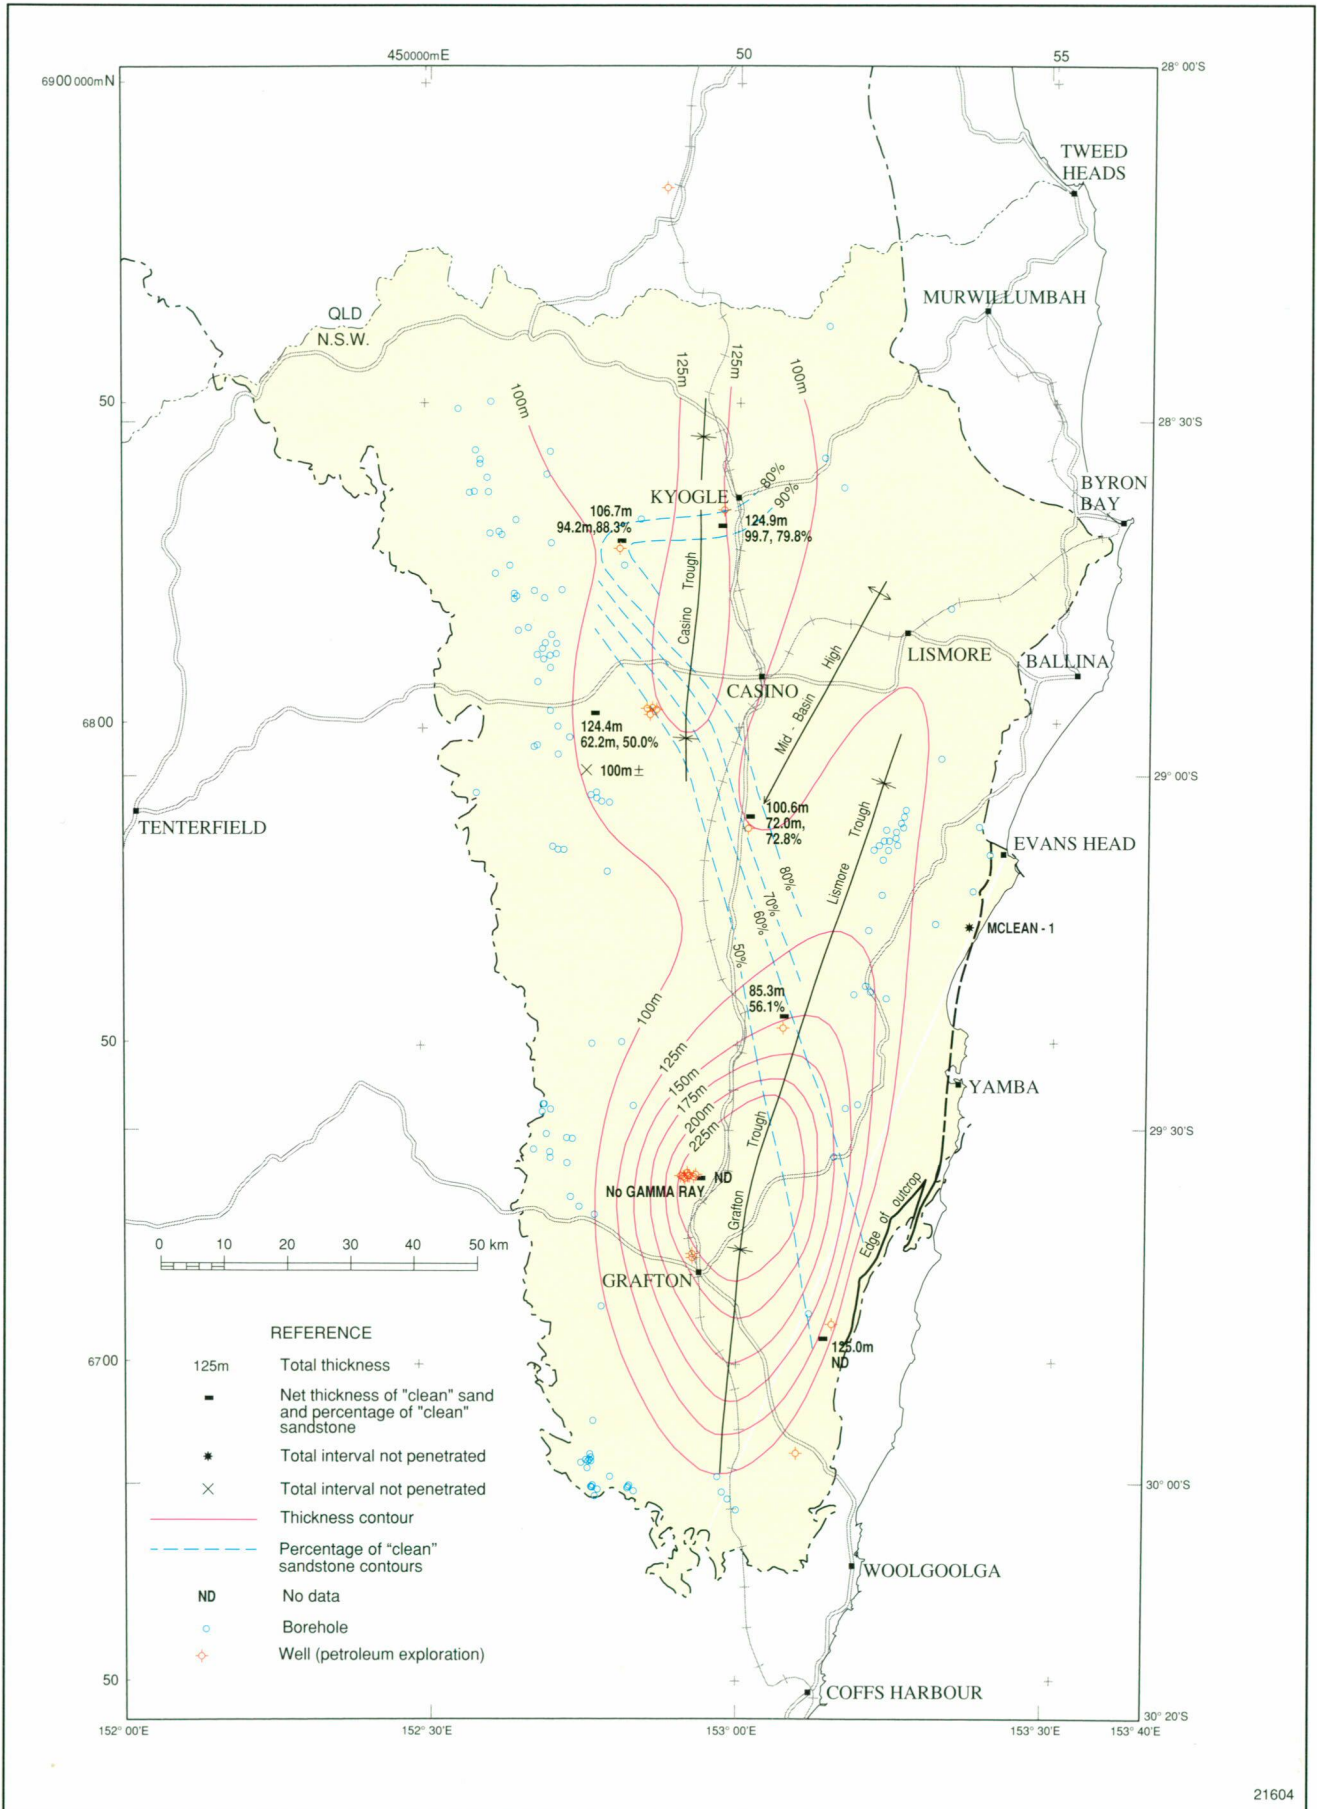 450000mE
50
55
6900 000mN
28° 00'S
TWEED
HEADS
MURWILLUMBAH
QLD
N.S.W.
125m
125m
100m
100m
50
28° 30'S
80%
BYRON
BAY
KYOGLE
90%
106.7m
94.2m,88.3%
124.9m
99.7, 79.8%
Casino Trough
Mid - Basin High
LISMORE
BALLINA
CASINO
6800
124.4m
62.2m, 50.0%
100m±
29° 00'S
100.6m
72.0m,
72.8%
TENTERFIELD
Lismore Trough
EVANS HEAD
80%
70%
60%
50%
MCLEAN - 1
100m
85.3m
56.1%
50
125m
150m
175m
200m
225m
YAMBA
29° 30'S
Grafton Trough
ND
No GAMMA RAY
Edge of outcrop
0 10 20 30 40 50 km
GRAFTON
125.0m
ND
6700
REFERENCE
125m Total thickness
Net thickness of "clean" sand
and percentage of "clean"
sandstone
Total interval not penetrated
Total interval not penetrated
Thickness contour
Percentage of "clean"
sandstone contours
ND No data
Borehole
Well (petroleum exploration)
30° 00'S
WOOLGOOLGA
50
COFFS HARBOUR
30° 20'S
152° 00'E
152° 30'E
153° 00'E
153° 30'E
153° 40'E
21604